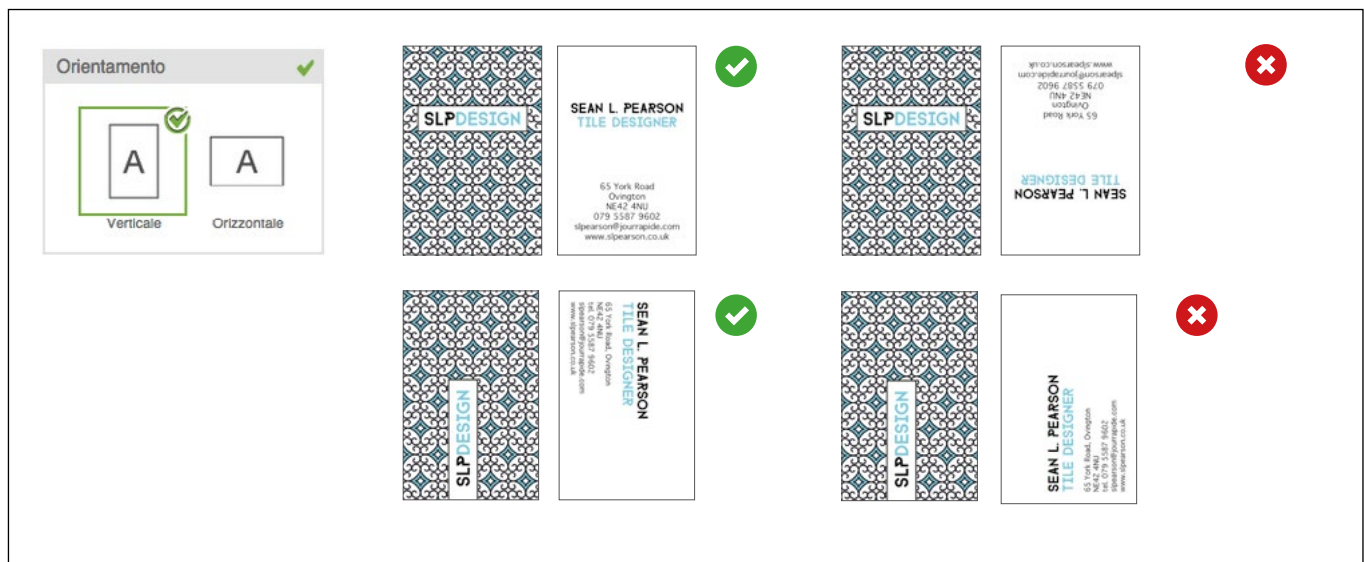 Orientamento
A
A
Verticale
Orizzontale
SLPDESIGN
SEAN L. PEARSON
TILE DESIGNER
65 York Road
Ovington
NE42 4NU
079 5587 9602
slpearson@jourrapide.com
www.slpearson.co.uk
SLPDESIGN
SEAN L. PEARSON
TILE DESIGNER
65 York Road
Ovington
NE42 4NU
079 5587 9602
slpearson@jourrapide.com
www.slpearson.co.uk
SLPDESIGN
SEAN L. PEARSON
TILE DESIGNER
65 York Road, Ovington
NE42 4NU
tel. 079 5587 9602
slpearson@jourrapide.com
www.slpearson.co.uk
SLPDESIGN
SEAN L. PEARSON
TILE DESIGNER
65 York Road, Ovington
NE42 4NU
tel. 079 5587 9602
slpearson@jourrapide.com
www.slpearson.co.uk